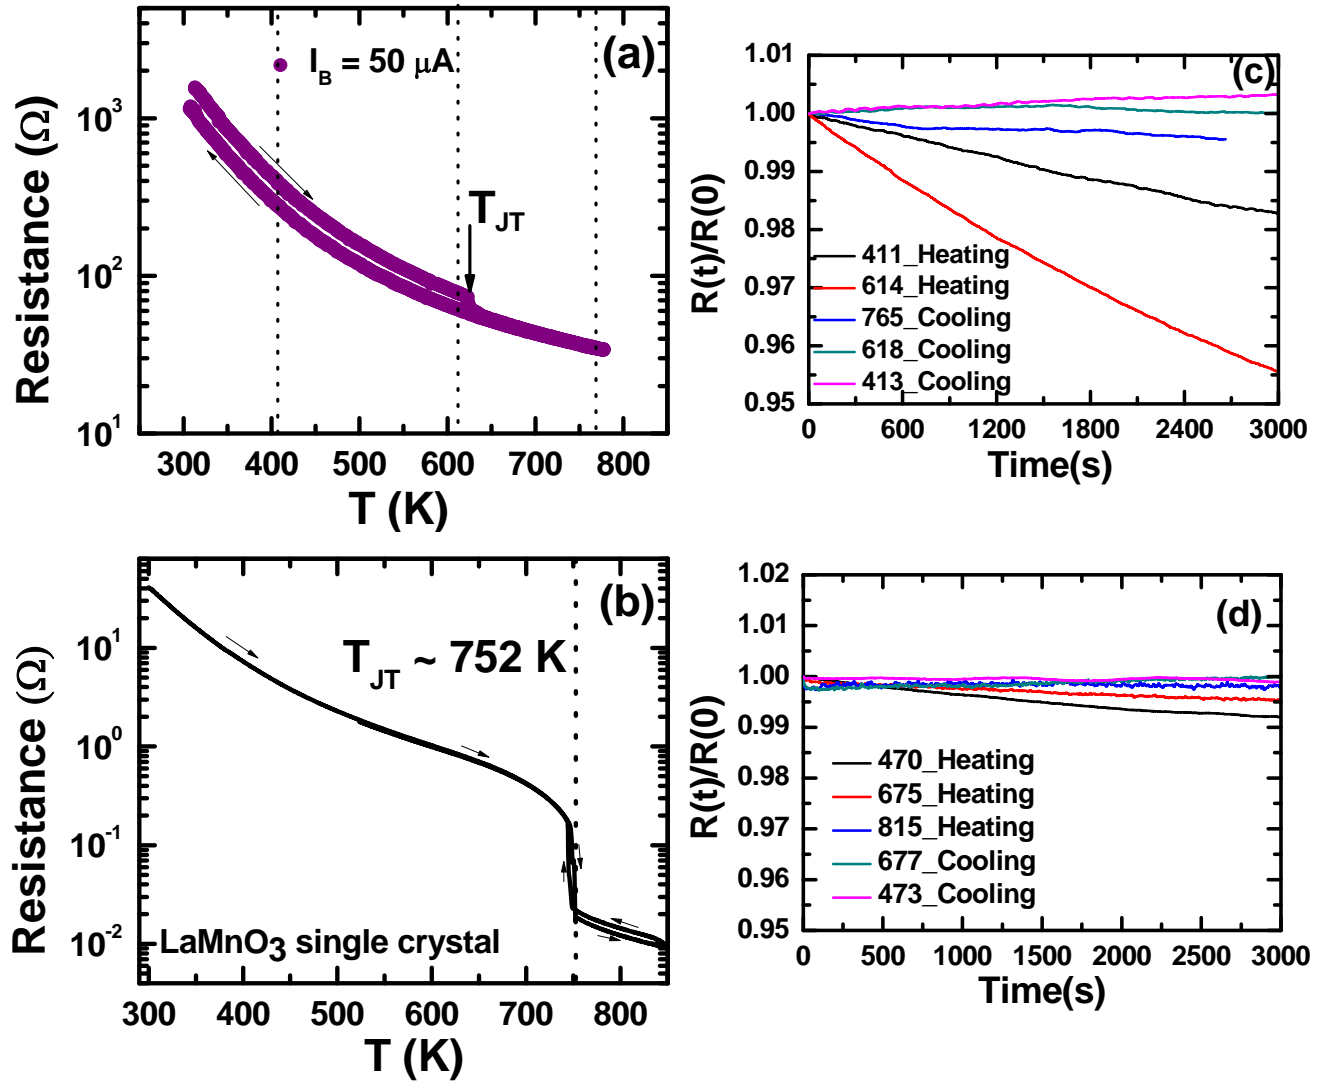 (a)
I_B = 50 μA
T_JT
Resistance (Ω)
10^3
10^2
10^1
300 400 500 600 700 800
T (K)
(c)
1.01
1.00
0.99
0.98
0.97
0.96
0.95
R(t)/R(0)
411_Heating
614_Heating
765_Cooling
618_Cooling
413_Cooling
0 600 1200 1800 2400 3000
Time(s)
(b)
T_JT ~ 752 K
Resistance (Ω)
10^1
10^0
10^-1
10^-2
LaMnO_3 single crystal
300 400 500 600 700 800
T (K)
(d)
1.02
1.01
1.00
0.99
0.98
0.97
0.96
0.95
R(t)/R(0)
470_Heating
675_Heating
815_Heating
677_Cooling
473_Cooling
0 500 1000 1500 2000 2500 3000
Time(s)